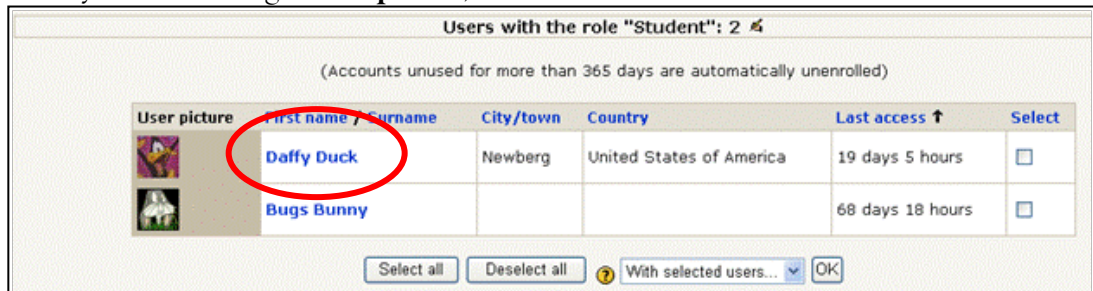 Users with the role "Student": 2
(Accounts unused for more than 365 days are automatically unenrolled)
User picture First name / Surname City/town Country Last access ↑ Select
Daffy Duck Newberg United States of America 19 days 5 hours
Bugs Bunny 68 days 18 hours
Select all Deselect all ? With selected users... OK